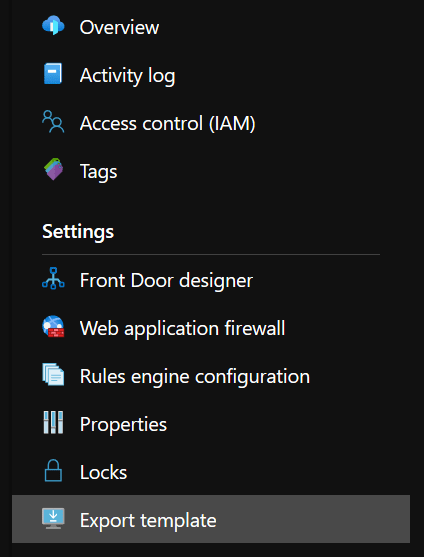 Overview
Activity log
Access control (IAM)
Tags
Settings
Front Door designer
Web application firewall
Rules engine configuration
Properties
Locks
Export template